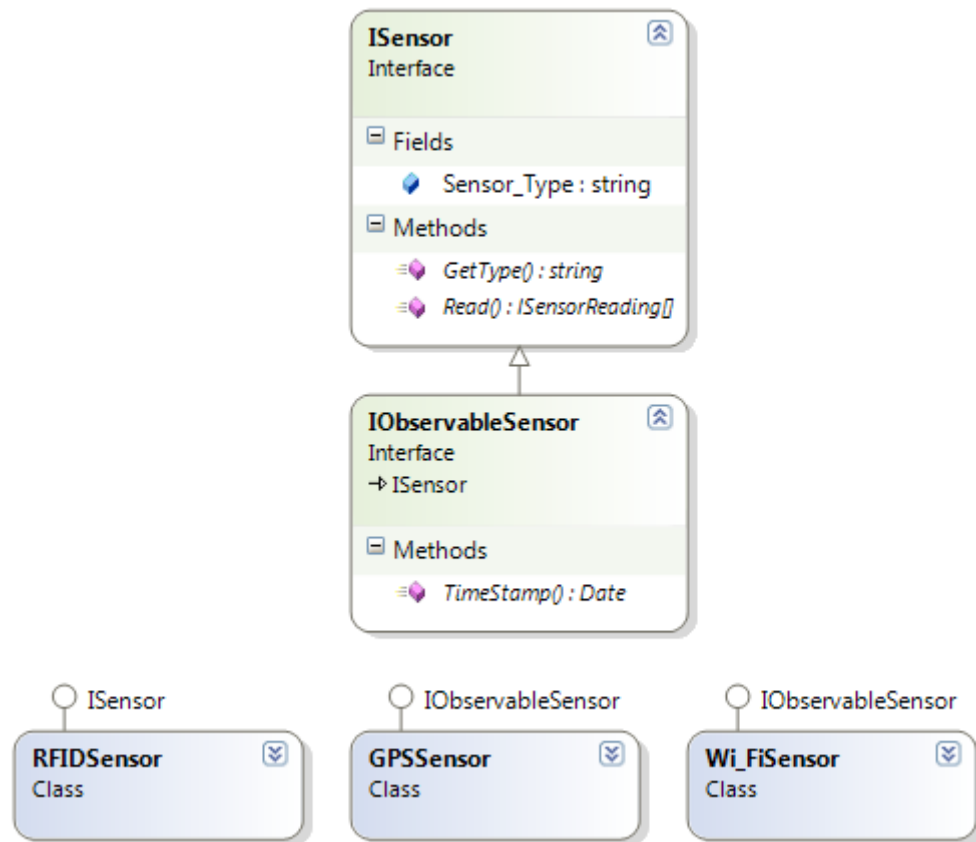 ISensor
Interface
Fields
Sensor_Type : string
Methods
GetType() : string
Read() : ISensorReading[]
IObservableSensor
Interface
ISensor
Methods
TimeStamp() : Date
ISensor
RFIDSensor
Class
IObservableSensor
GPSSensor
Class
IObservableSensor
Wi_FiSensor
Class